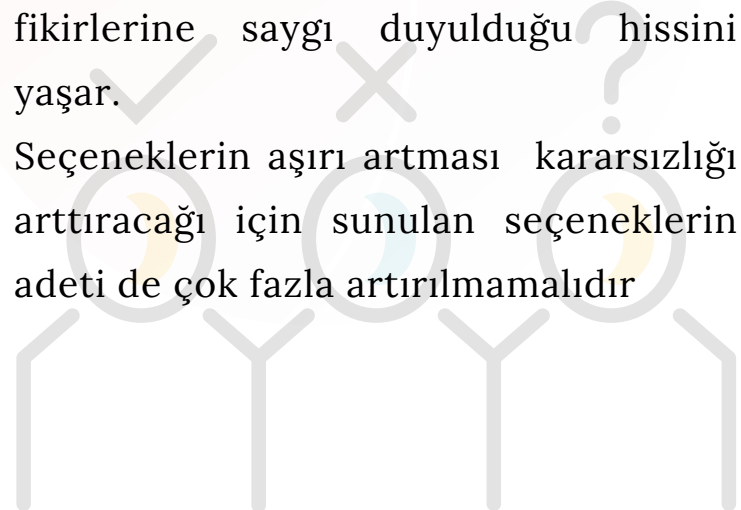 fikirlerine saygı duyulduğu hissini
yaşar.
Seçeneklerin aşırı artması kararsızlığı
arttıracağı için sunulan seçeneklerin
adeti de çok fazla artırılmamalıdır